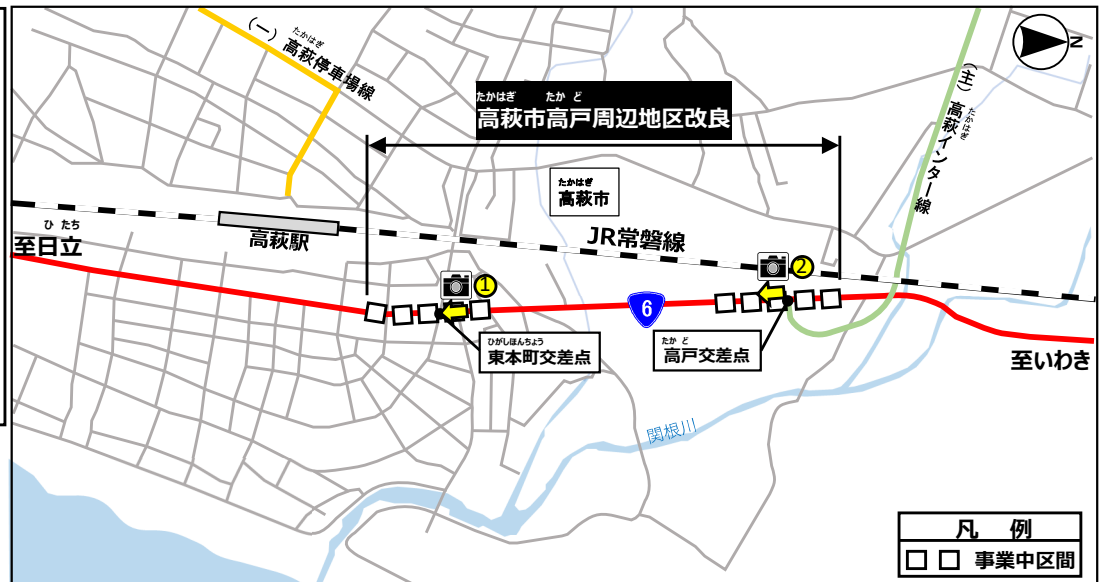 (一)高萩停車場線
たかはぎ
たかはぎ たかど
高萩市高戸周辺地区改良
(主)高萩インター線
たかはぎ
N
たかはぎ
高萩市
ひたち
至日立
高萩駅
JR常磐線
①
②
6
ひがしほんちょう
東本町交差点
たかど
高戸交差点
至いわき
関根川
凡 例
事業中区間